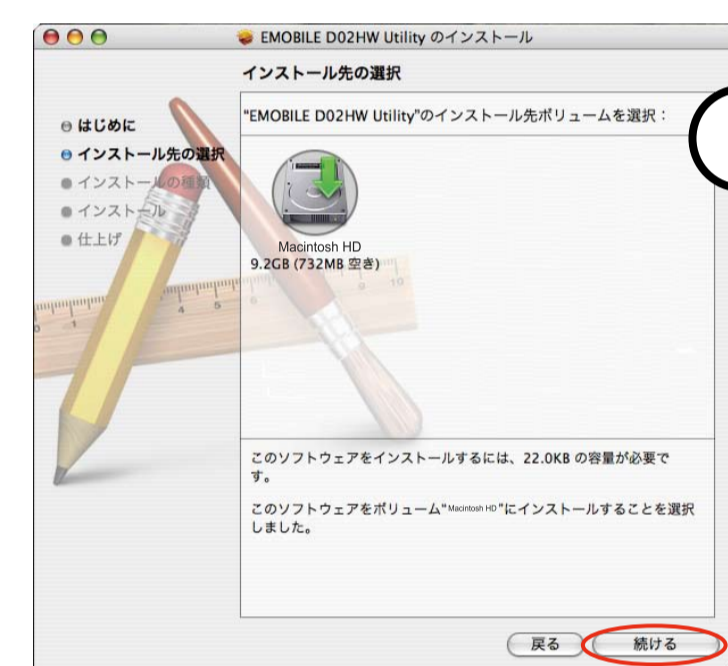 EMOBILE D02HW Utility のインストール
インストール先の選択
はじめに
インストール先の選択
インストールの種類
インストール
仕上げ
"EMOBILE D02HW Utility"のインストール先ボリュームを選択：
Macintosh HD
9.2GB (732MB 空き)
0 1 4 5 6 9 10
このソフトウェアをインストールするには、22.0KB の容量が必要で
す。
このソフトウェアをボリューム"Macintosh HD"にインストールすることを選択
しました。
戻る 続ける